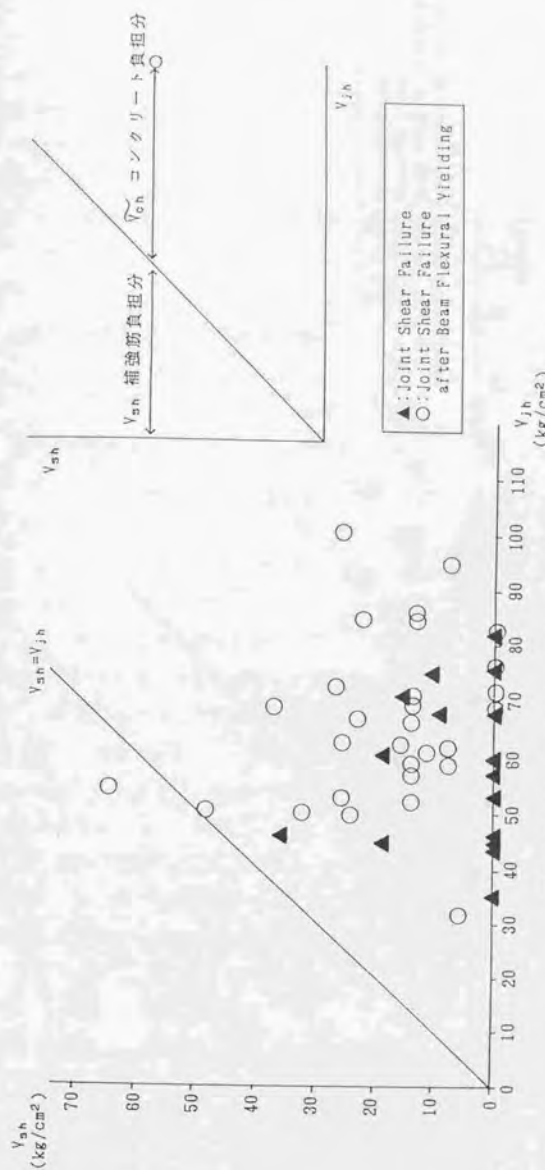 V_sh
(kg/cm²)
70
60
50
40
30
20
10
0
V_sh=V_jh
0
10
20
30
40
50
60
70
80
90
100
110
V_jh
(kg/cm²)
V_sh
V_sh 補強筋負担分
V_ch コンクリート負担分
V_jh
▲:Joint Shear Failure
○:Joint Shear Failure
after Beam Flexural Yielding